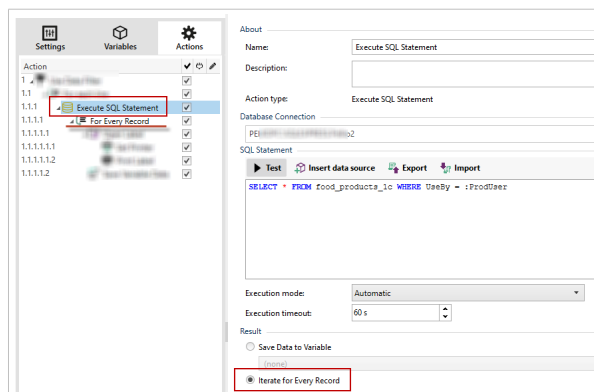 Settings Variables Actions
Action
1
1.1
1.1.1 Execute SQL Statement
1.1.1.1 For Every Record
1.1.1.1.1
1.1.1.1.1.1
1.1.1.1.1.2
1.1.1.1.2
About
Name: Execute SQL Statement
Description:
Action type: Execute SQL Statement
Database Connection
SQL Statement
Test Insert data source Export Import
SELECT * FROM food_products_lc WHERE UseBy = :ProdUser
Execution mode: Automatic
Execution timeout: 60 s
Result
Save Data to Variable
(none)
Iterate for Every Record